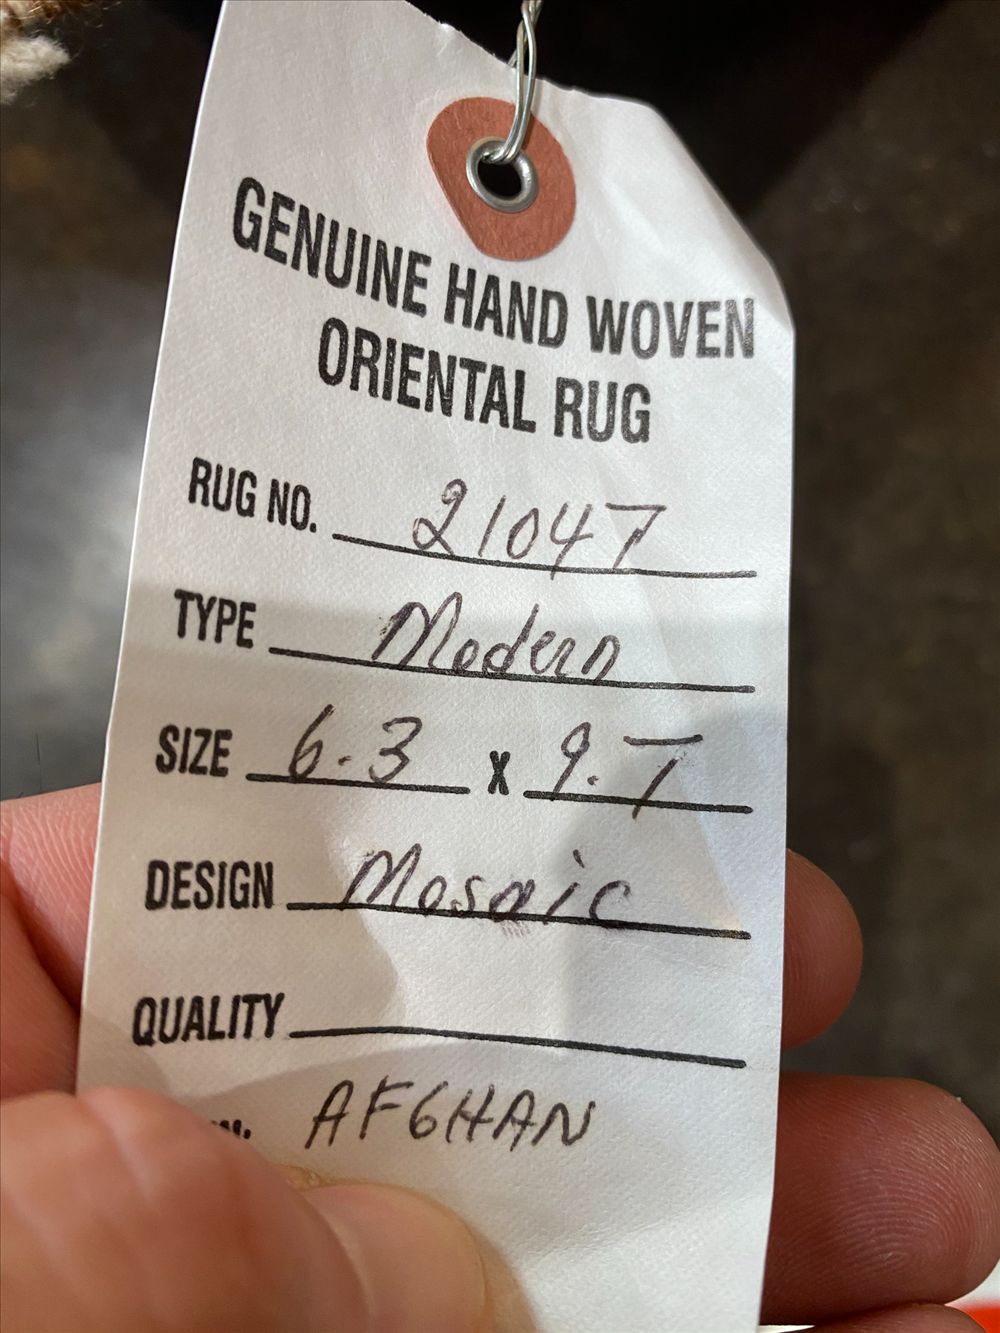 GENUINE HAND WOVEN
ORIENTAL RUG
RUG NO. 21047
TYPE Modern
SIZE 6.3 x 9.7
DESIGN Mosaic
QUALITY
AFGHAN